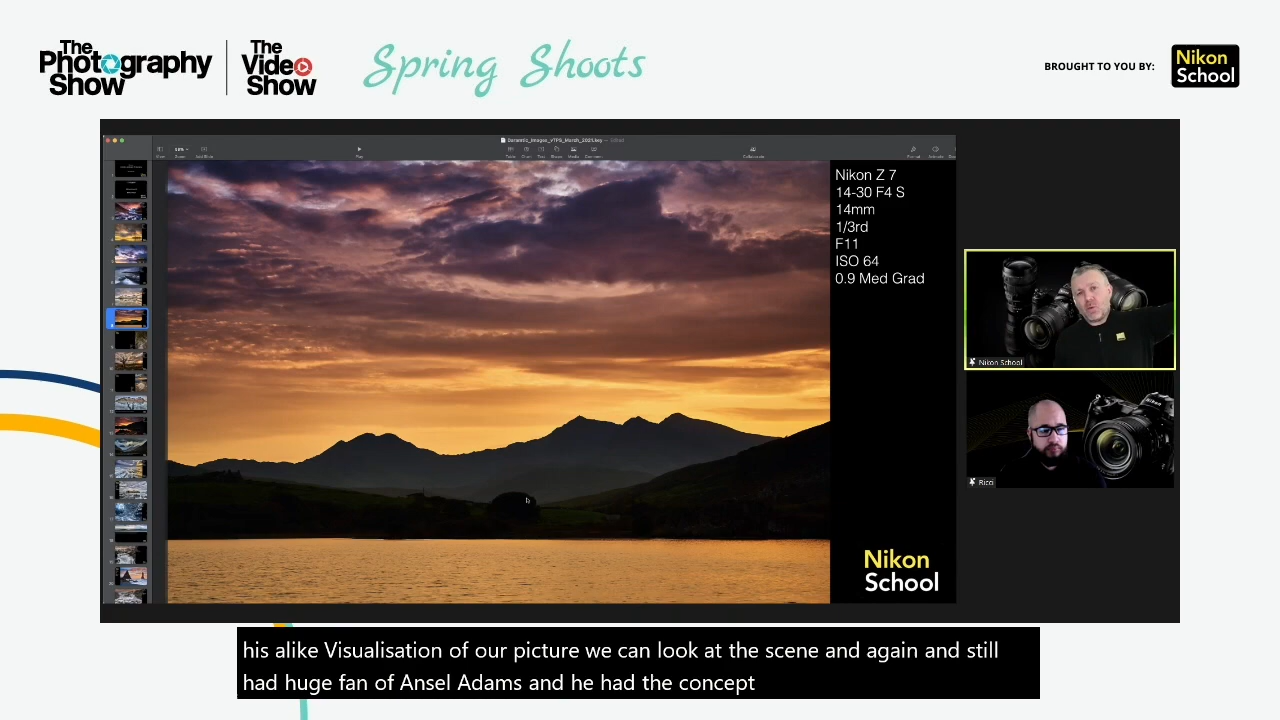 The
Photography
Show
The
Video
Show
Spring Shoots
BROUGHT TO YOU BY:
Nikon
School
Nikon Z 7
14-30 F4 S
14mm
1/3rd
F11
ISO 64
0.9 Med Grad
Nikon
School
Nikon School
Ricci
his alike Visualisation of our picture we can look at the scene and again and still
had huge fan of Ansel Adams and he had the concept